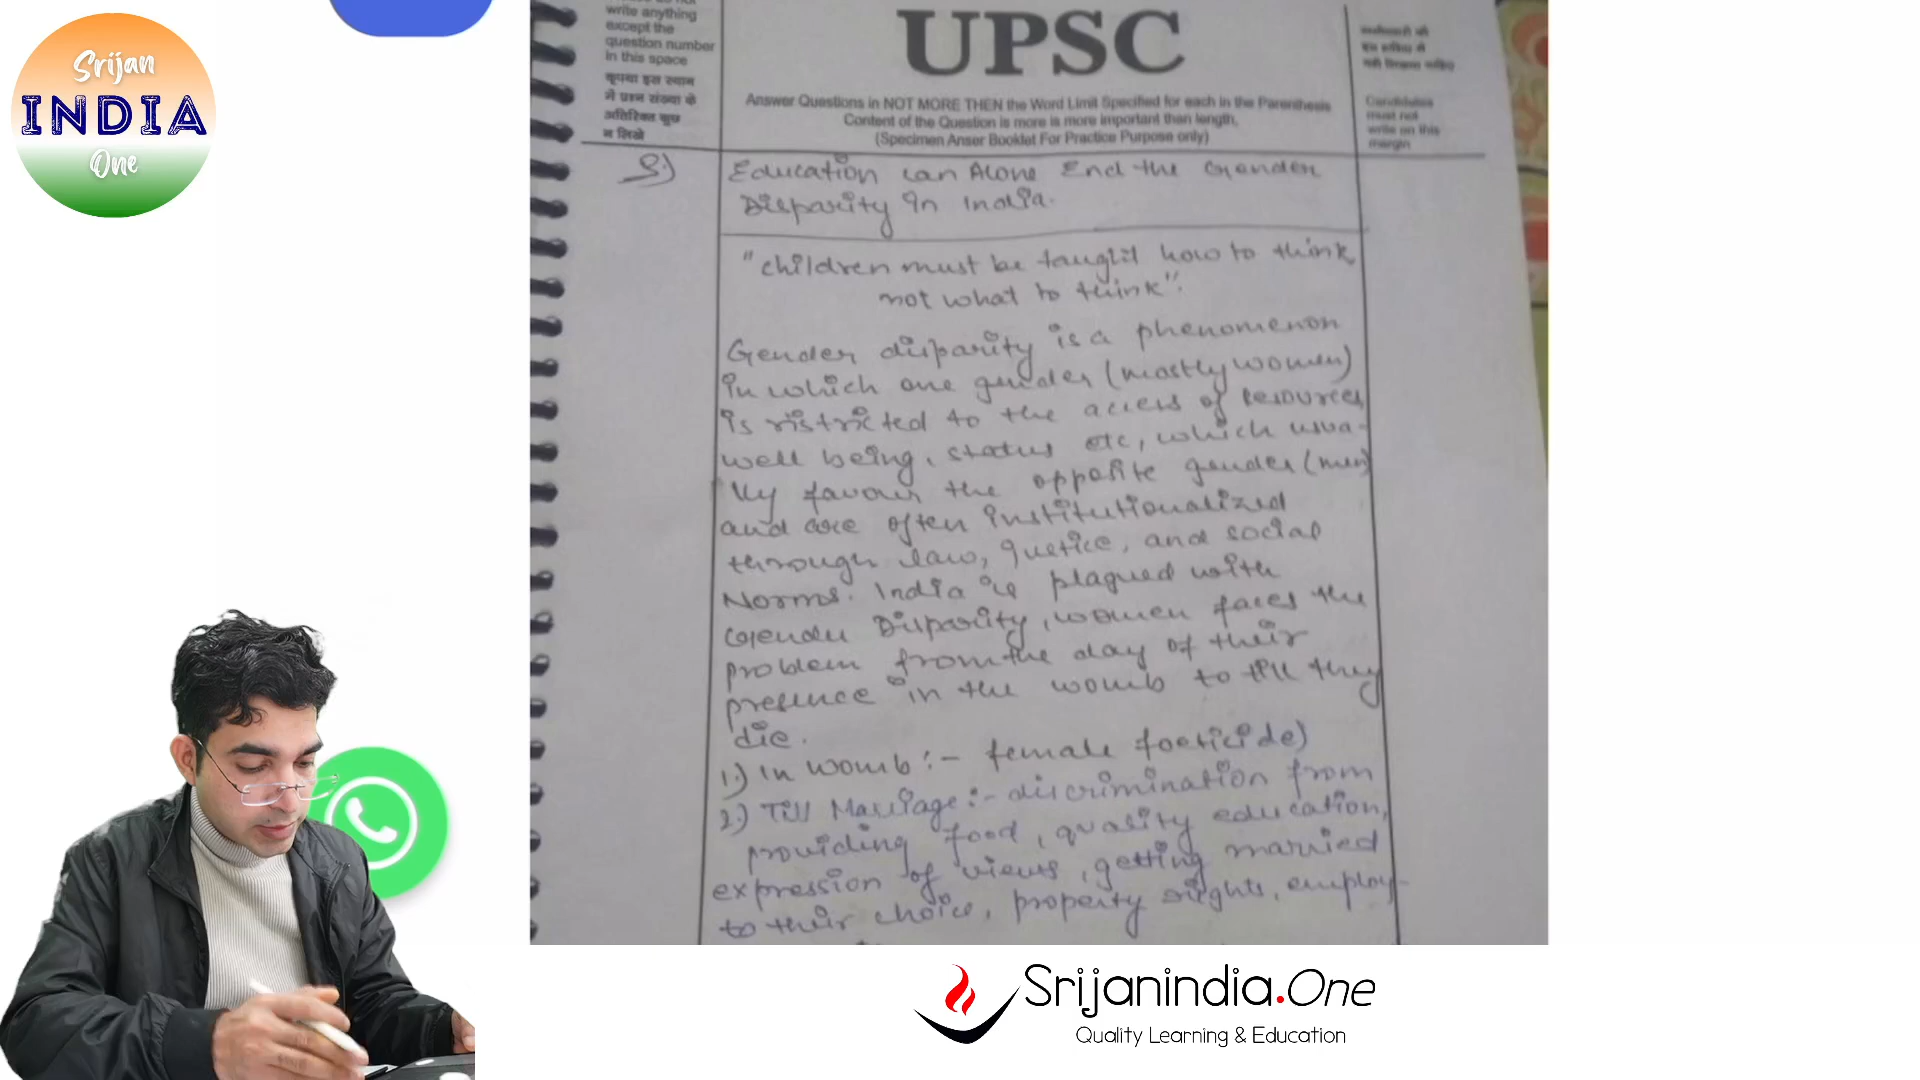 Srijan
INDIA
One
write anything
except the
question number
in this space
कृपया इस स्थान
में प्रश्न संख्या के
अतिरिक्त कुछ
न लिखें
UPSC
Answer Questions in NOT MORE THEN the Word Limit Specified for each in the Parenthesis
Content of the Question is more is more important than length.
(Specimen Anser Booklet For Practice Purpose only)
Candidates
must not
write on this
margin
S.)
Education can Alone End the Gender
Disparity in India.
"children must be taught how to think,
not what to think".
Gender disparity is a phenomenon
in which one gender (mostly women)
is ristricted to the access of resources,
well being, status etc, which usua-
lly favour the opposite gender (men)
and are often institutionalized
through law, justice, and social
Norms. India is plagued with
Gender Disparity, women faces the
problem from the day of their
presence in the womb to till they
die.
1.) In womb :- female foeticide)
2.) Till Marriage :- discrimination from
providing food, quality education,
expression of views, getting married
to their choice, property rights, employ-
Srijanindia.One
Quality Learning & Education